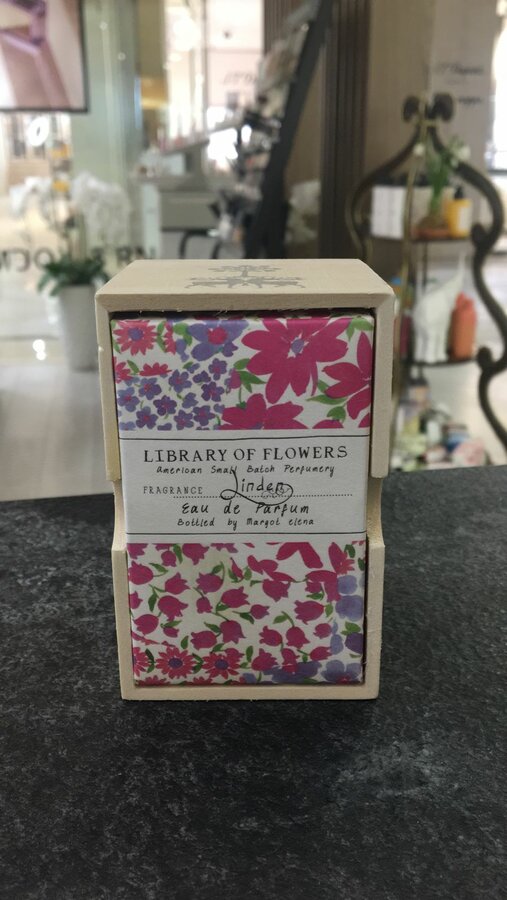 LIBRARY OF FLOWERS
American Small Batch Perfumery
FRAGRANCE Linden
Eau de Parfum
Bottled by Margot elena